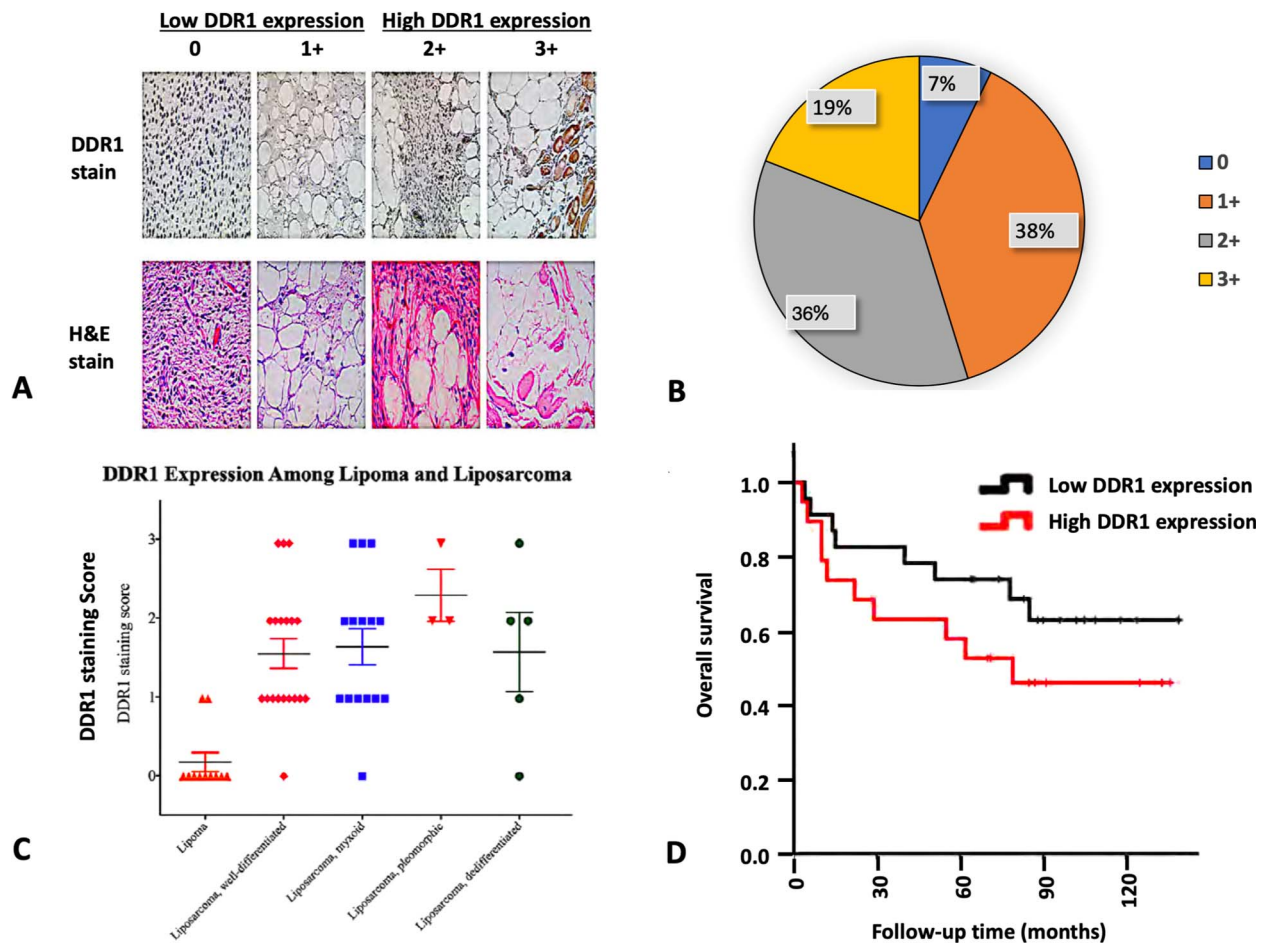 Low DDR1 expression High DDR1 expression
0 1+ 2+ 3+
DDR1
stain
H&E
stain
A
7%
38%
36%
19%
0
1+
2+
3+
B
DDR1 Expression Among Lipoma and Liposarcoma
DDR1 staining Score
DDR1 staining score
3
2
1
0
Lipoma
Liposarcoma, well-differentiated
Liposarcoma, myxoid
Liposarcoma, pleomorphic
Liposarcoma, dedifferentiated
C
Low DDR1 expression
High DDR1 expression
Overall survival
1.0
0.8
0.6
0.4
0.2
0.0
0 30 60 90 120
Follow-up time (months)
D